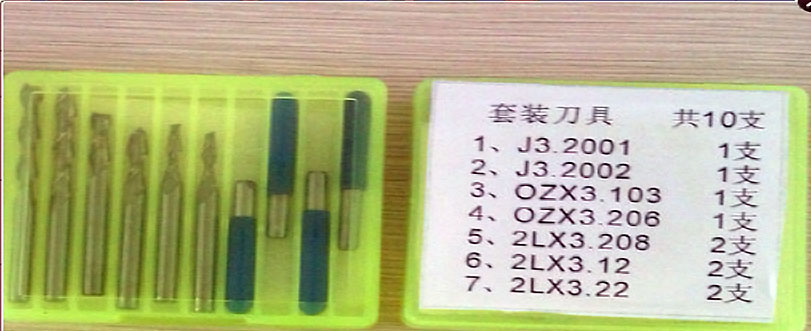 套装刀具 共10支
1、J3.2001 1支
2、J3.2002 1支
3、OZX3.103 1支
4、OZX3.206 1支
5、2LX3.208 2支
6、2LX3.12 2支
7、2LX3.22 2支